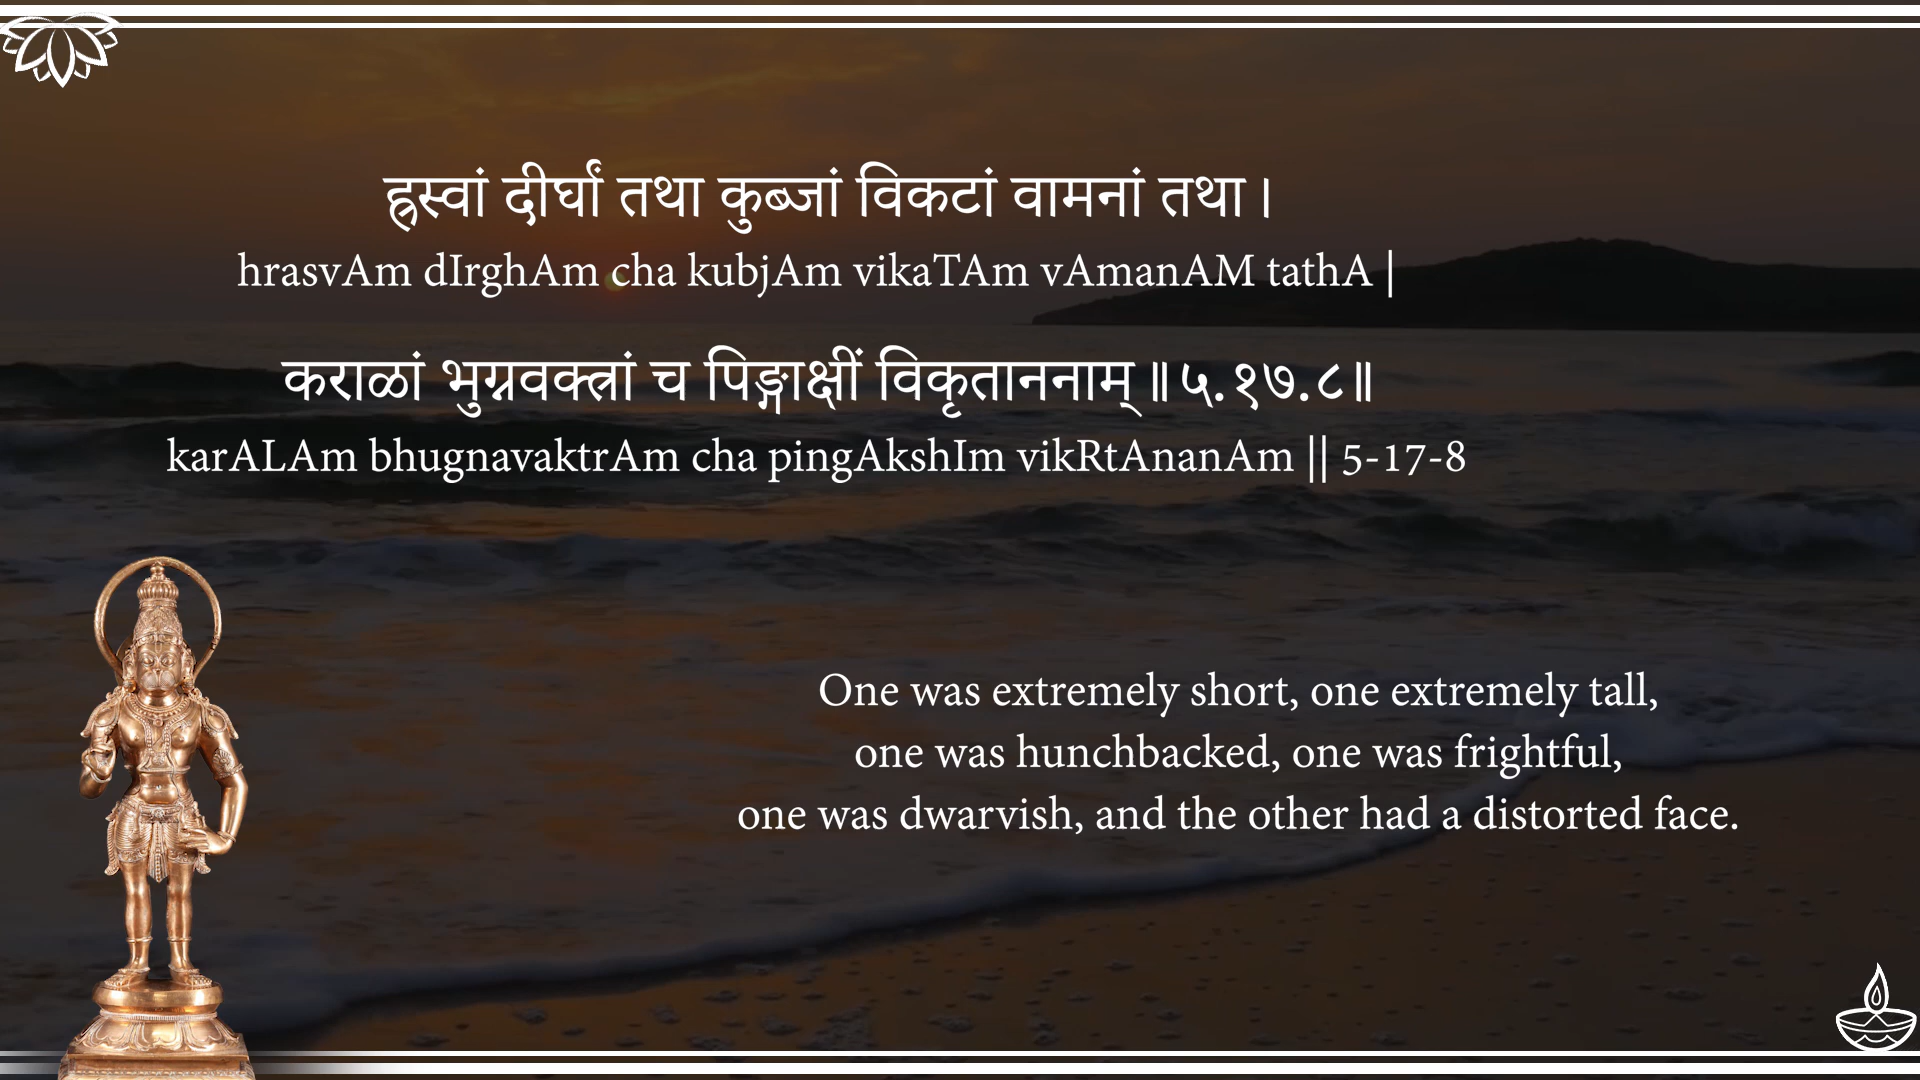 ह्रस्वां दीर्घां तथा कुब्जां विकटां वामनां तथा।
hrasvAm dIrghAm cha kubjAm vikaTAm vAmanAM tathA |
कराळां भुग्नवक्त्रां च पिङ्गाक्षीं विकृताननाम्॥५.१७.८॥
karALAm bhugnavaktrAm cha pingAkshIm vikRtAnanAm || 5-17-8
One was extremely short, one extremely tall,
one was hunchbacked, one was frightful,
one was dwarvish, and the other had a distorted face.